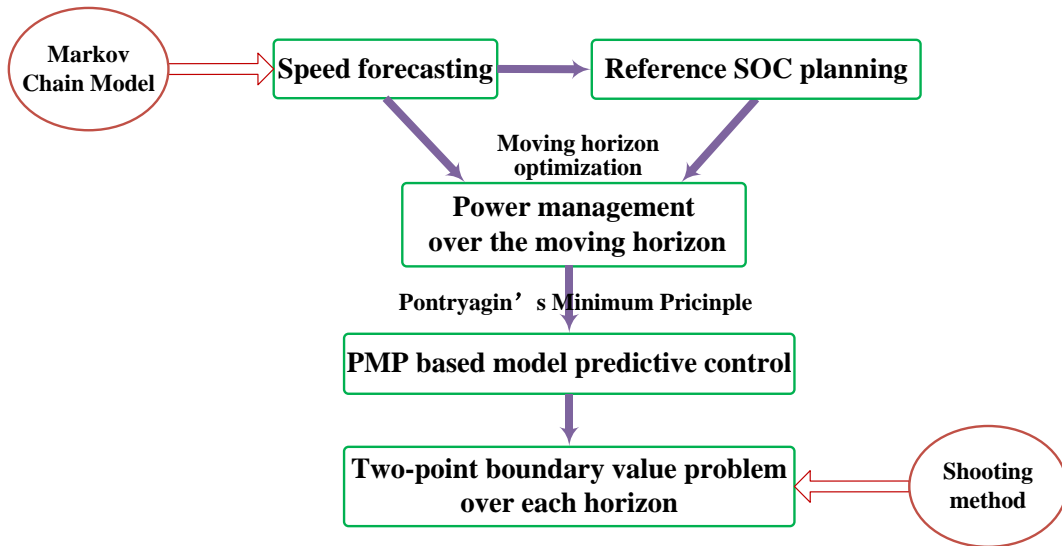 Markov
Chain Model
Speed forecasting
Reference SOC planning
Moving horizon
optimization
Power management
over the moving horizon
Pontryagin’s Minimum Pricinple
PMP based model predictive control
Two-point boundary value problem
over each horizon
Shooting
method